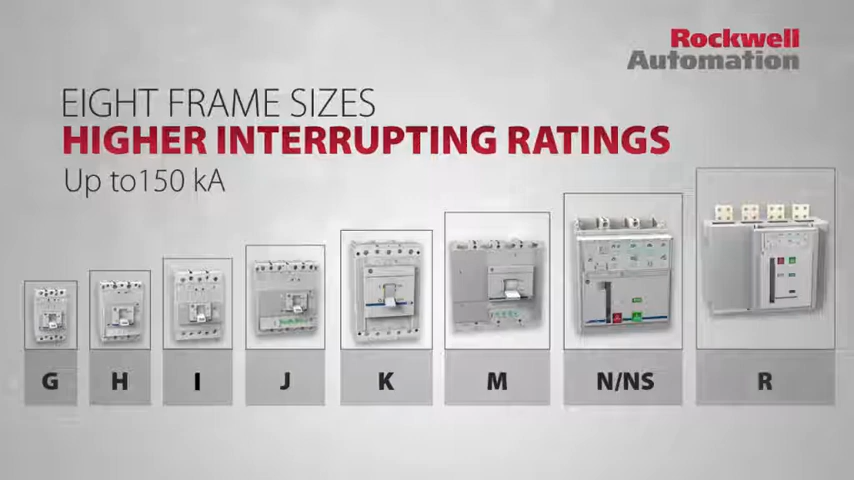 Rockwell
Automation
EIGHT FRAME SIZES
HIGHER INTERRUPTING RATINGS
Up to150 kA
G
H
I
J
K
M
N/NS
R